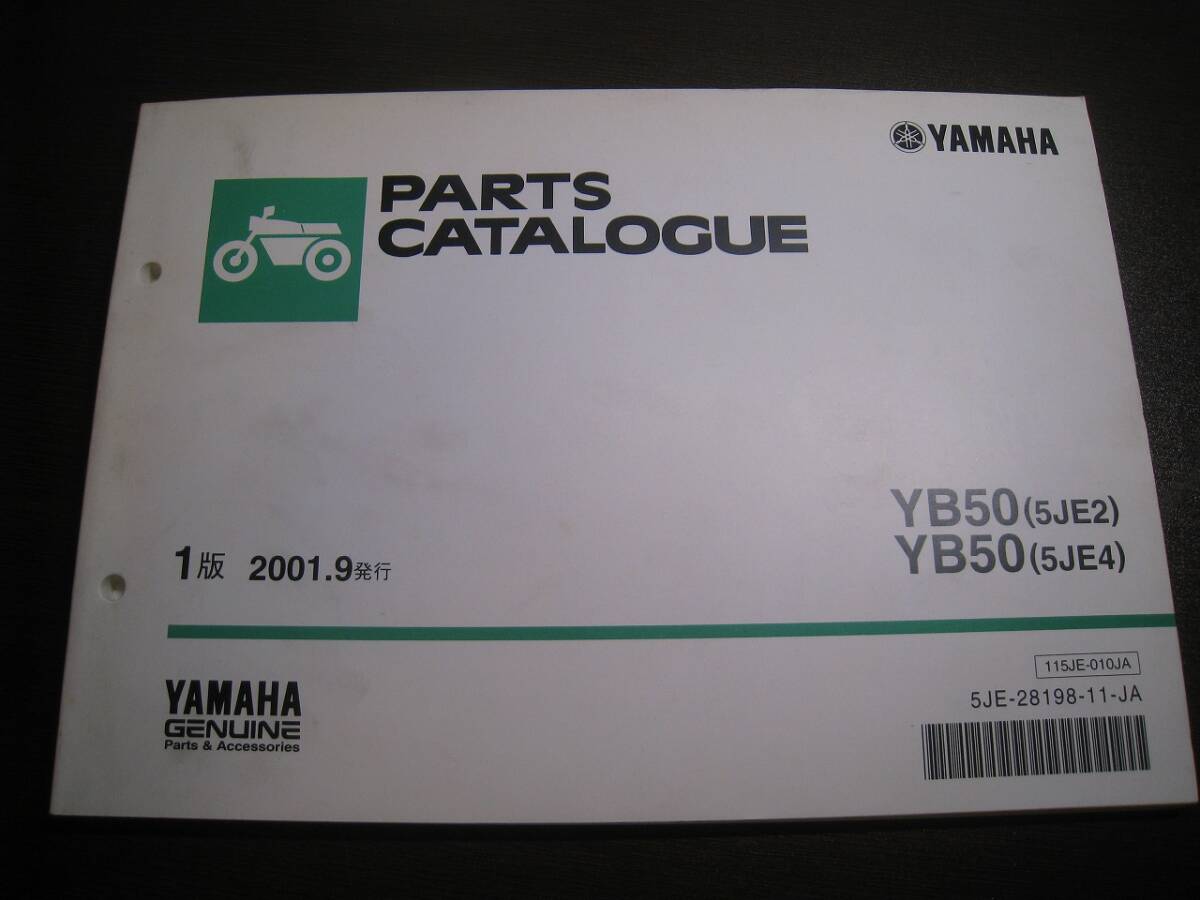 YAMAHA
PARTS
CATALOGUE
YB50(5JE2)
YB50(5JE4)
1版 2001.9発行
115JE-010JA
5JE-28198-11-JA
YAMAHA
GENUINE
Parts & Accessories